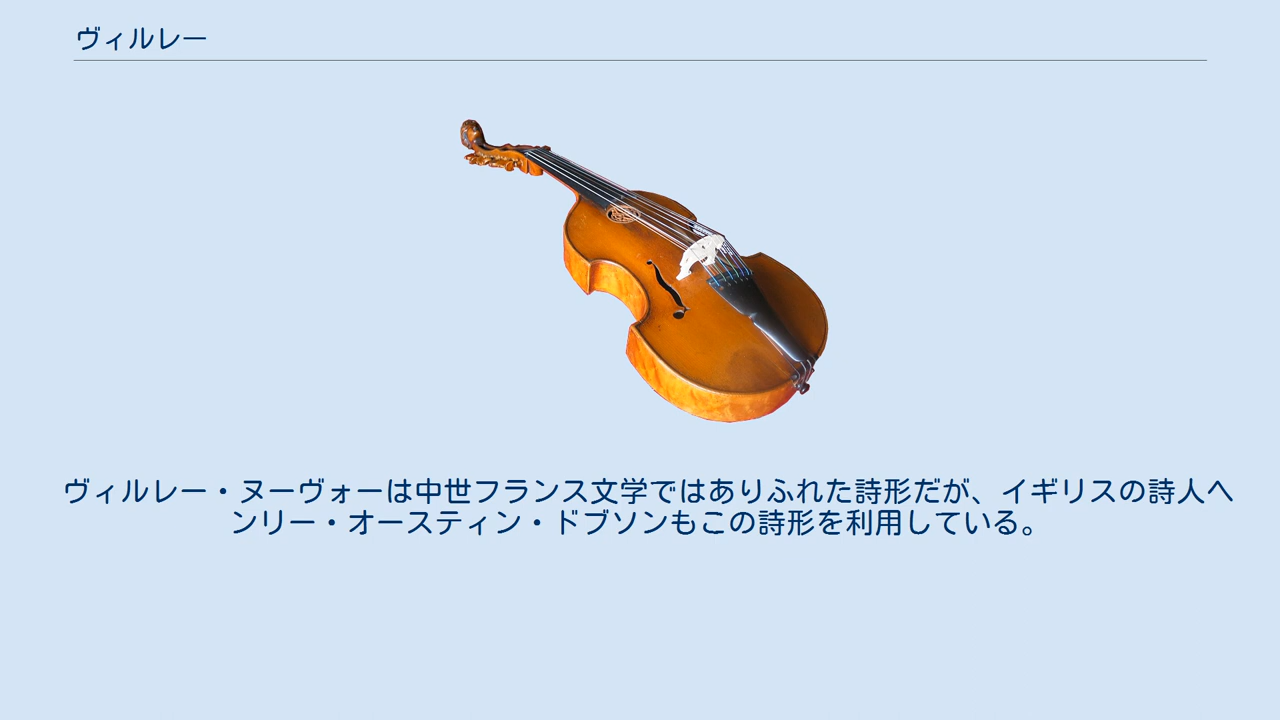 ヴィルレー
ヴィルレー・ヌーヴォーは中世フランス文学ではありふれた詩形だが、イギリスの詩人ヘ
ンリー・オースティン・ドブソンもこの詩形を利用している。